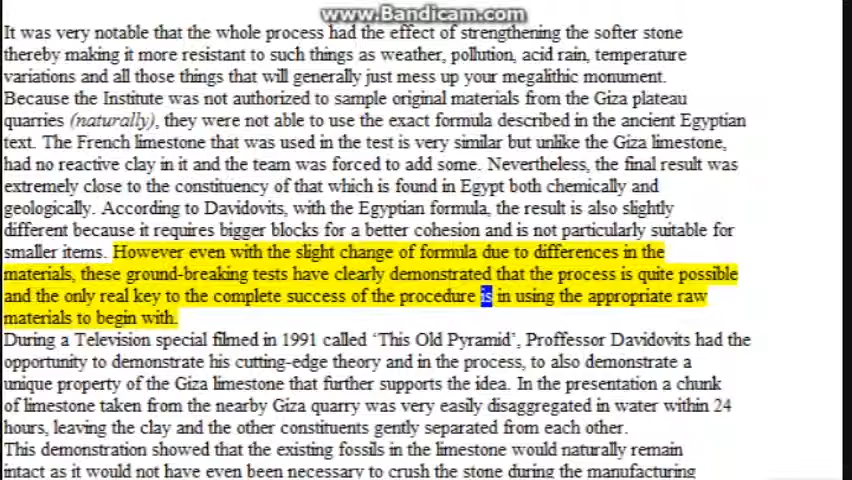 www.Bandicam.com
It was very notable that the whole process had the effect of strengthening the softer stone
thereby making it more resistant to such things as weather, pollution, acid rain, temperature
variations and all those things that will generally just mess up your megalithic monument.
Because the Institute was not authorized to sample original materials from the Giza plateau
quarries (naturally), they were not able to use the exact formula described in the ancient Egyptian
text. The French limestone that was used in the test is very similar but unlike the Giza limestone,
had no reactive clay in it and the team was forced to add some. Nevertheless, the final result was
extremely close to the constituency of that which is found in Egypt both chemically and
geologically. According to Davidovits, with the Egyptian formula, the result is also slightly
different because it requires bigger blocks for a better cohesion and is not particularly suitable for
smaller items. However even with the slight change of formula due to differences in the
materials, these ground-breaking tests have clearly demonstrated that the process is quite possible
and the only real key to the complete success of the procedure is in using the appropriate raw
materials to begin with.
During a Television special filmed in 1991 called ‘This Old Pyramid’, Proffessor Davidovits had the
opportunity to demonstrate his cutting-edge theory and in the process, to also demonstrate a
unique property of the Giza limestone that further supports the idea. In the presentation a chunk
of limestone taken from the nearby Giza quarry was very easily disaggregated in water within 24
hours, leaving the clay and the other constituents gently separated from each other.
This demonstration showed that the existing fossils in the limestone would naturally remain
intact as it would not have even been necessary to crush the stone during the manufacturing